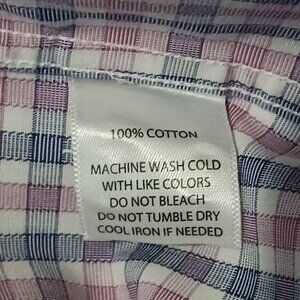 100% COTTON
MACHINE WASH COLD
WITH LIKE COLORS
DO NOT BLEACH
DO NOT TUMBLE DRY
COOL IRON IF NEEDED